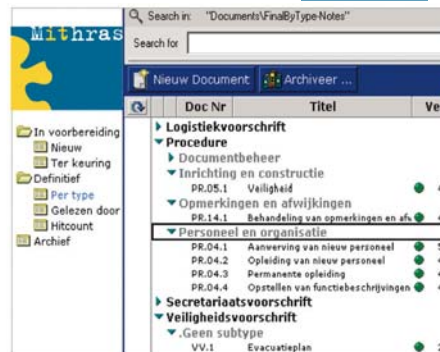 Mithras
Search in: "Documents\FinalByType-Notes"
Search for
Nieuw Document Archiveer ...
Doc Nr Titel
In voorbereiding
Nieuw
Ter keuring
Definitief
Per type
Gelezen door
Hitcount
Archief
Logistiekvoorschrift
Procedure
Documentbeheer
Inrichting en constructie
PR.05.1 Veiligheid
Opmerkingen en afwijkingen
PR.14.1 Behandeling van opmerkingen en
Personeel en organisatie
PR.04.1 Aanwerving van nieuw personeel
PR.04.2 Opleiding van nieuw personeel
PR.04.3 Permanente opleiding
PR.04.4 Opstellen van functiebeschrijvingen
Secretariaatsvoorschrift
Veiligheidsvoorschrift
.Geen subtype
VV.1 Evacuatieplan